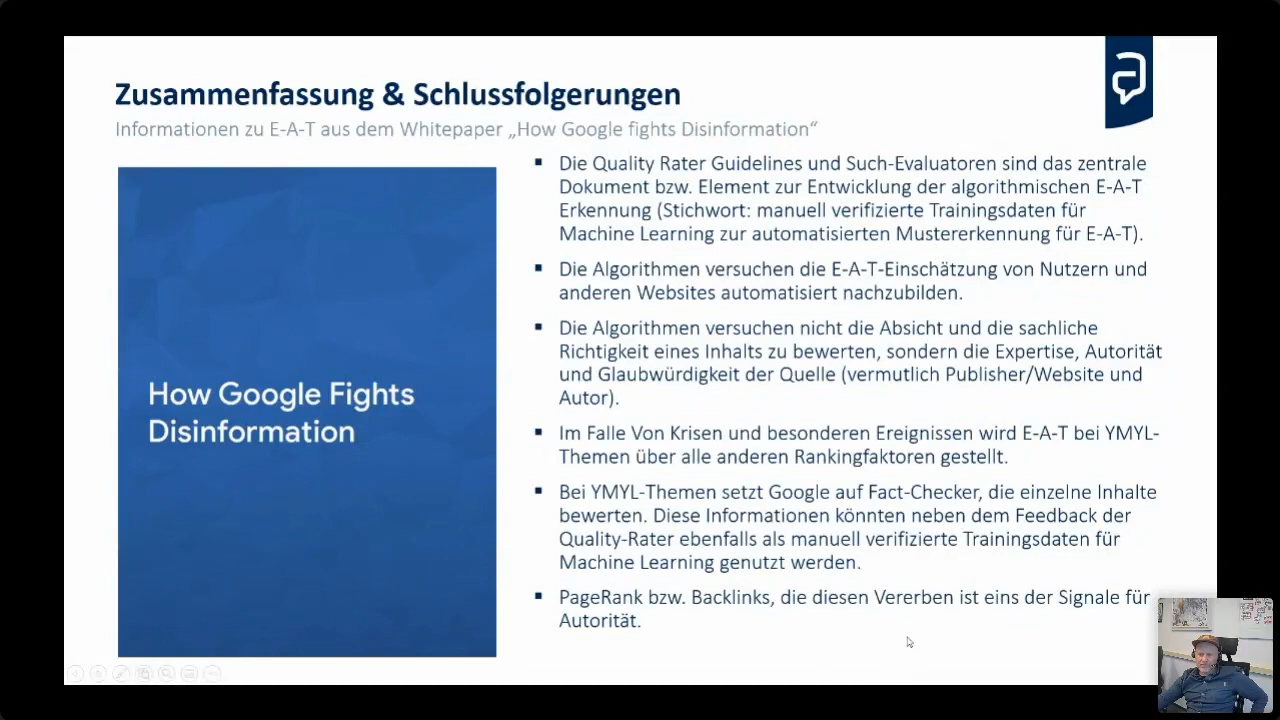 Zusammenfassung & Schlussfolgerungen
Informationen zu E-A-T aus dem Whitepaper „How Google fights Disinformation“
How Google Fights
Disinformation
▪ Die Quality Rater Guidelines und Such-Evaluatoren sind das zentrale
Dokument bzw. Element zur Entwicklung der algorithmischen E-A-T
Erkennung (Stichwort: manuell verifizierte Trainingsdaten für
Machine Learning zur automatisierten Mustererkennung für E-A-T).
▪ Die Algorithmen versuchen die E-A-T-Einschätzung von Nutzern und
anderen Websites automatisiert nachzubilden.
▪ Die Algorithmen versuchen nicht die Absicht und die sachliche
Richtigkeit eines Inhalts zu bewerten, sondern die Expertise, Autorität
und Glaubwürdigkeit der Quelle (vermutlich Publisher/Website und
Autor).
▪ Im Falle Von Krisen und besonderen Ereignissen wird E-A-T bei YMYL-
Themen über alle anderen Rankingfaktoren gestellt.
▪ Bei YMYL-Themen setzt Google auf Fact-Checker, die einzelne Inhalte
bewerten. Diese Informationen könnten neben dem Feedback der
Quality-Rater ebenfalls als manuell verifizierte Trainingsdaten für
Machine Learning genutzt werden.
▪ PageRank bzw. Backlinks, die diesen Vererben ist eins der Signale für
Autorität.